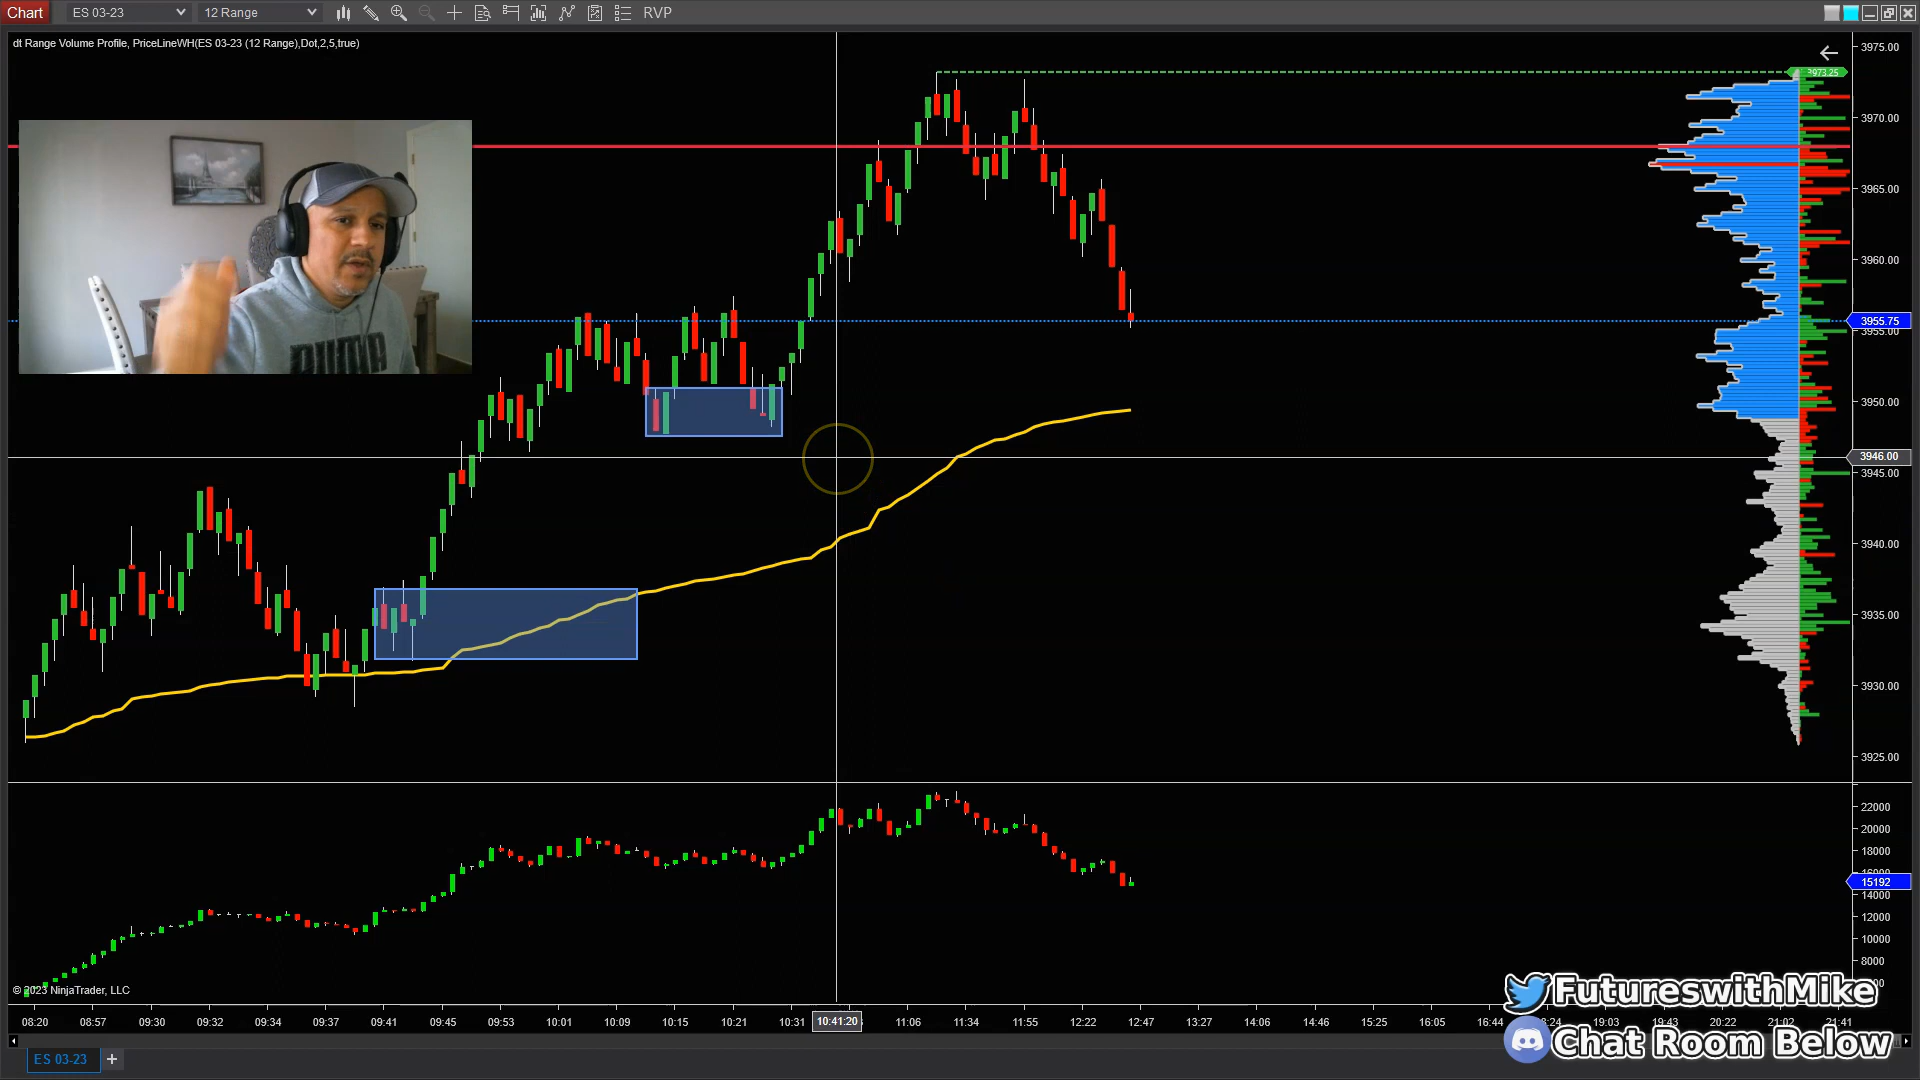 Chart
ES 03-23
12 Range
RVP
dt Range Volume Profile, PriceLineWH(ES 03-23 (12 Range),Dot,2,5,true)
3975.00
3973.25
3970.00
3965.00
3960.00
3955.75
3955.00
3950.00
3946.00
3945.00
3940.00
3935.00
3930.00
3925.00
PUMA
22000
20000
18000
16000
15192
14000
12000
10000
8000
© 2023 NinjaTrader, LLC
FutureswithMike
08:20 08:57 09:30 09:32 09:34 09:37 09:41 09:45 09:53 10:01 10:09 10:15 10:21 10:31 10:41:20 11:06 11:34 11:55 12:22 12:47 13:27 14:06 14:46 15:25 16:05 16:44 19:03 19:43 20:22 21:02 21:41
Chat Room Below
ES 03-23